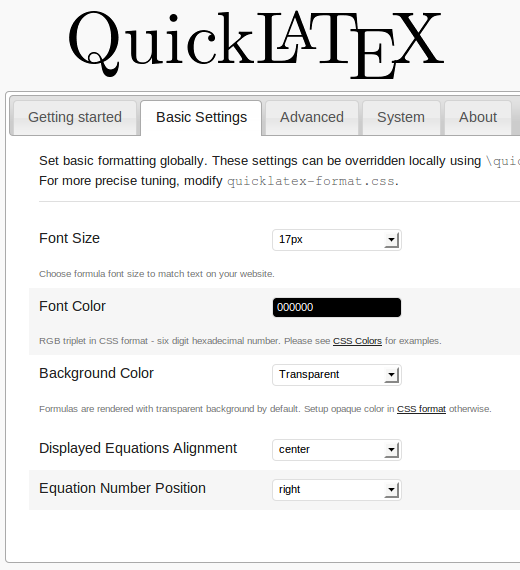 QuickLATEX
Getting started Basic Settings Advanced System About
Set basic formatting globally. These settings can be overridden locally using
For more precise tuning, modify quicklatex-format.css.
Font Size 17px
Choose formula font size to match text on your website.
Font Color 000000
RGB triplet in CSS format - six digit hexadecimal number. Please see CSS Colors for examples.
Background Color Transparent
Formulas are rendered with transparent background by default. Setup opaque color in CSS format otherwise.
Displayed Equations Alignment center
Equation Number Position right